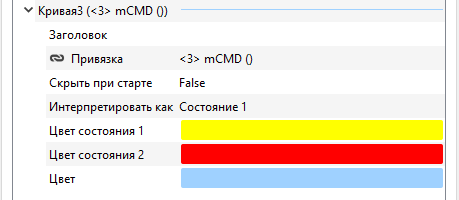 Кривая3 (<3> mCMD ())
Заголовок
Привязка <3> mCMD ()
Скрыть при старте False
Интерпретировать как Состояние 1
Цвет состояния 1
Цвет состояния 2
Цвет